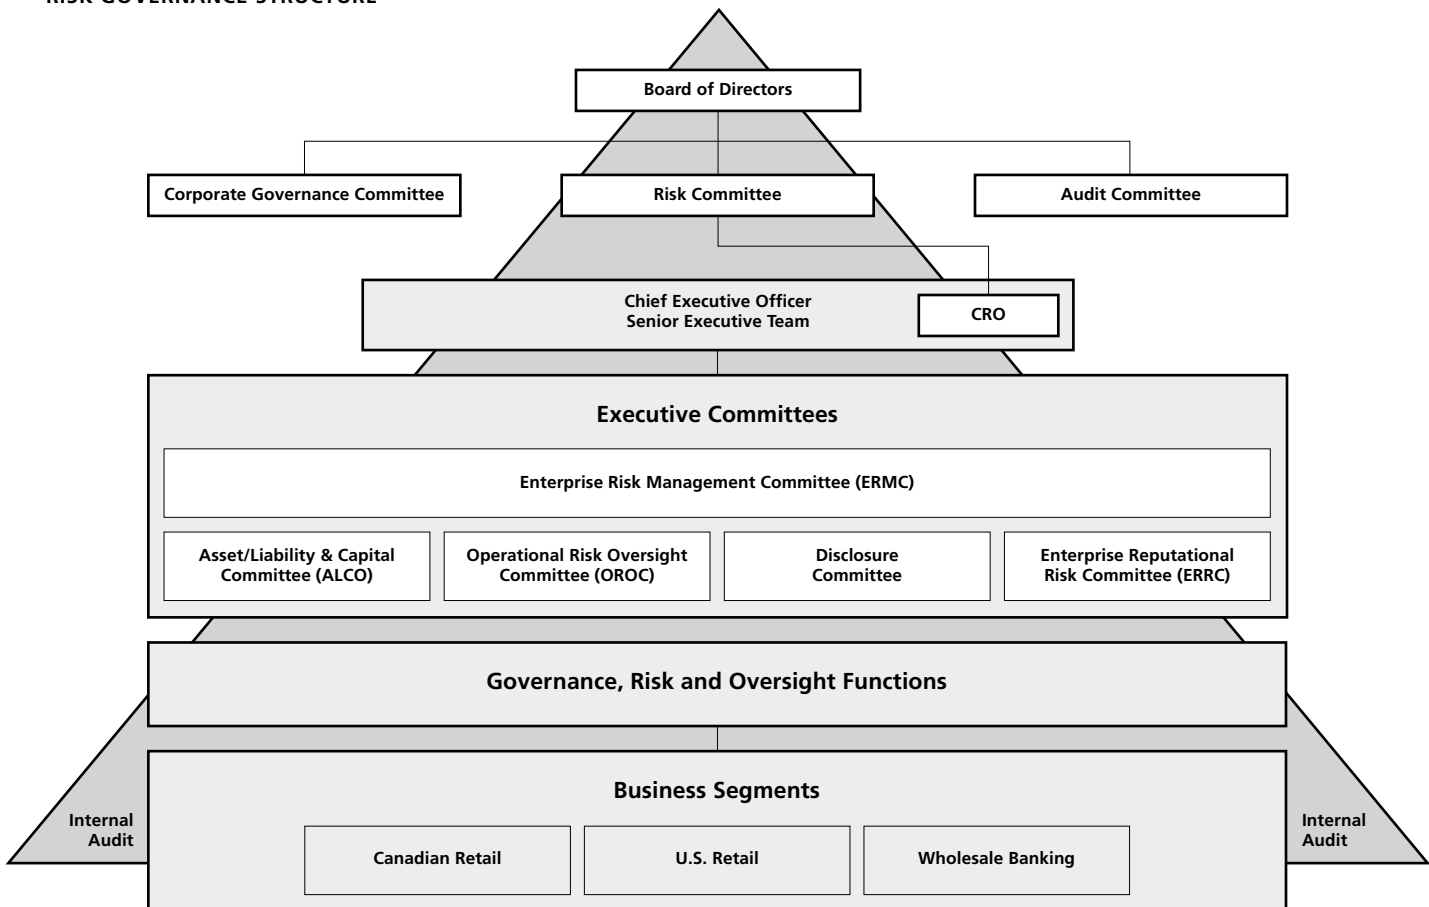 RISK GOVERNANCE STRUCTURE
Board of Directors
Corporate Governance Committee
Risk Committee
Audit Committee
Chief Executive Officer
Senior Executive Team
CRO
Executive Committees
Enterprise Risk Management Committee (ERMC)
Asset/Liability & Capital
Committee (ALCO)
Operational Risk Oversight
Committee (OROC)
Disclosure
Committee
Enterprise Reputational
Risk Committee (ERRC)
Governance, Risk and Oversight Functions
Business Segments
Internal
Audit
Canadian Retail
U.S. Retail
Wholesale Banking
Internal
Audit